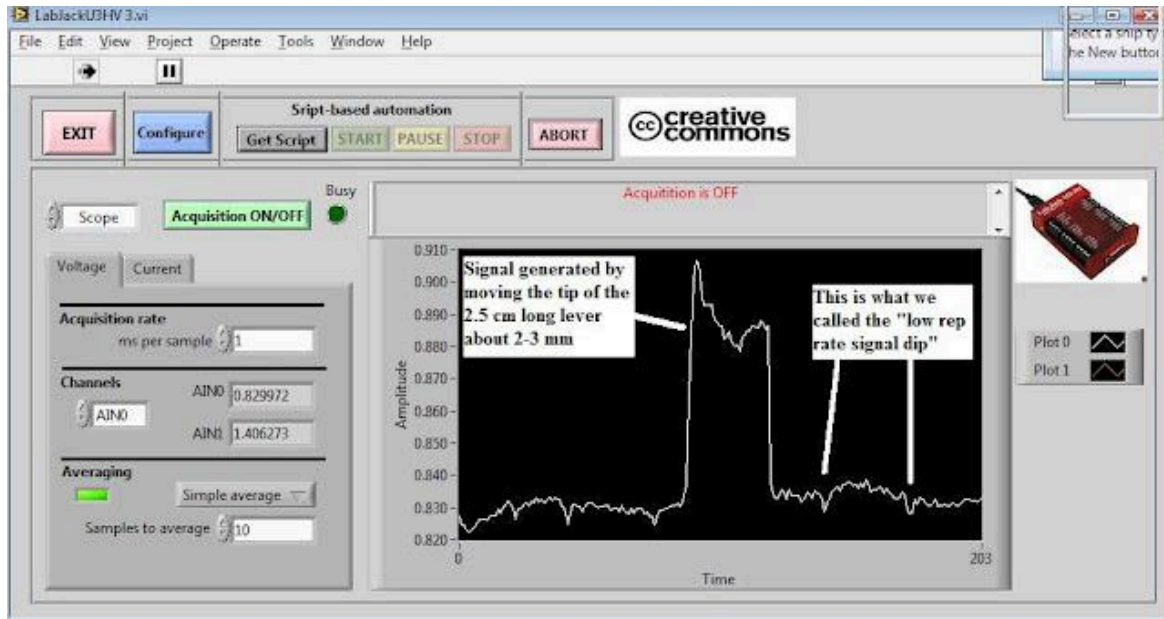 LabJackU3HV 3.vi
File Edit View Project Operate Tools Window Help
select a snip ty
he New button
Sript-based automation
EXIT
Configure
Get Script
START
PAUSE
STOP
ABORT
cc creative
commons
Scope
Acquisition ON/OFF
Busy
Acquitition is OFF
Voltage
Current
Acquisition rate
ms per sample 1
Channels
AIN0
AIN0 0.829972
AIN1 1.406273
Averaging
Simple average
Samples to average 10
Amplitude
0.910
0.900
0.890
0.880
0.870
0.860
0.850
0.840
0.830
0.820
Signal generated by
moving the tip of the
2.5 cm long lever
about 2-3 mm
This is what we
called the "low rep
rate signal dip"
0
203
Time
Plot 0
Plot 1